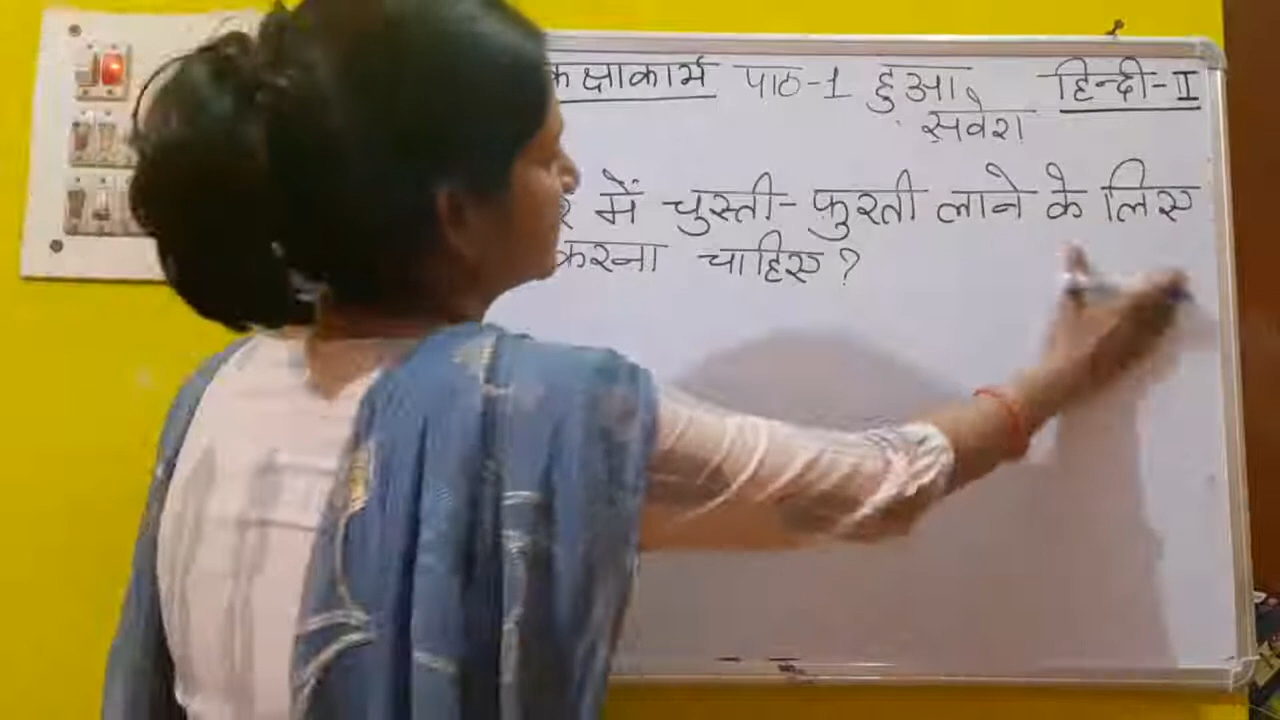 कक्षाकार्य पाठ-1 हुआ सवेरा हिन्दी-II
में चुस्ती-फुरती लाने के लिए
करना चाहिए?